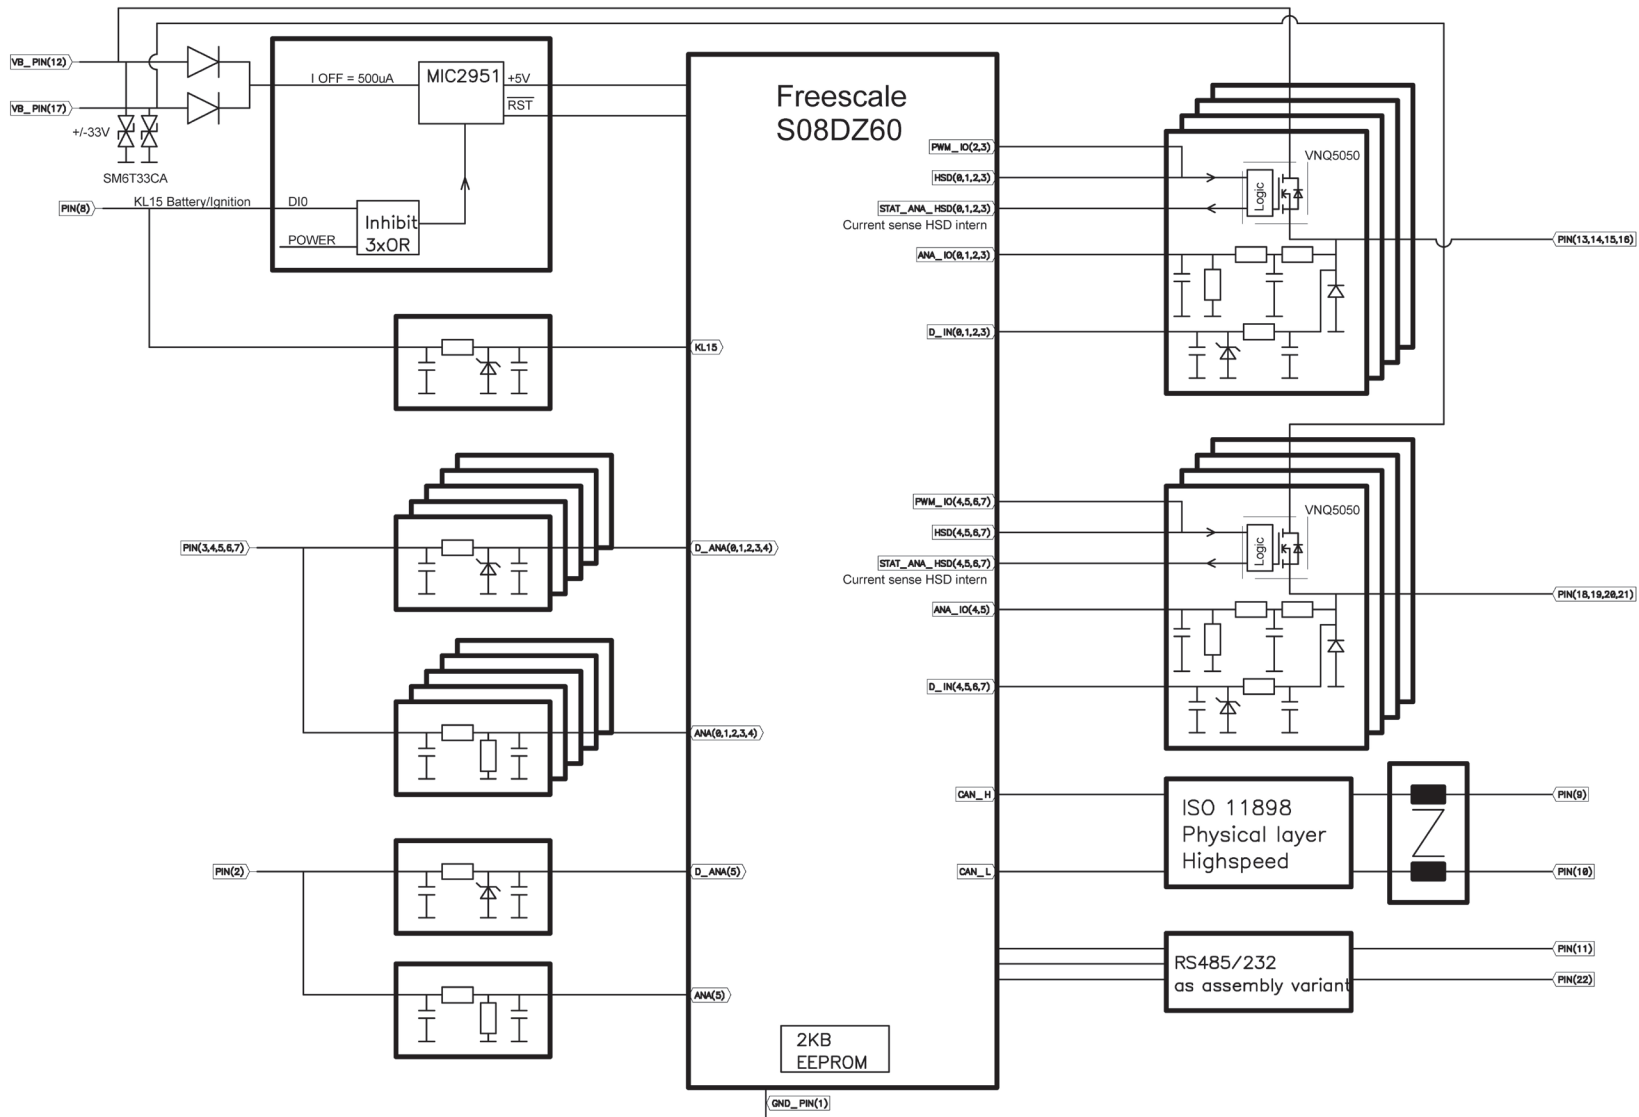 VB_PIN(12)
VB_PIN(17)
+/-33V
SM6T33CA
I OFF = 500uA
MIC2951
+5V
RST
PIN(8)
KL15 Battery/Ignition
DI0
POWER
Inhibit
3xOR
KL15
PIN(3,4,5,6,7)
D_ANA(0,1,2,3,4)
ANA(0,1,2,3,4)
PIN(2)
D_ANA(5)
ANA(5)
Freescale
S08DZ60
2KB
EEPROM
GND_PIN(1)
PWM_IO(2,3)
HSD(0,1,2,3)
STAT_ANA_HSD(0,1,2,3)
Current sense HSD intern
ANA_IO(0,1,2,3)
D_IN(0,1,2,3)
VNQ5050
Logic
PIN(13,14,15,16)
PWM_IO(4,5,6,7)
HSD(4,5,6,7)
STAT_ANA_HSD(4,5,6,7)
Current sense HSD intern
ANA_IO(4,5)
D_IN(4,5,6,7)
VNQ5050
Logic
PIN(18,19,20,21)
CAN_H
CAN_L
ISO 11898
Physical layer
Highspeed
PIN(9)
PIN(10)
RS485/232
as assembly variant
PIN(11)
PIN(22)